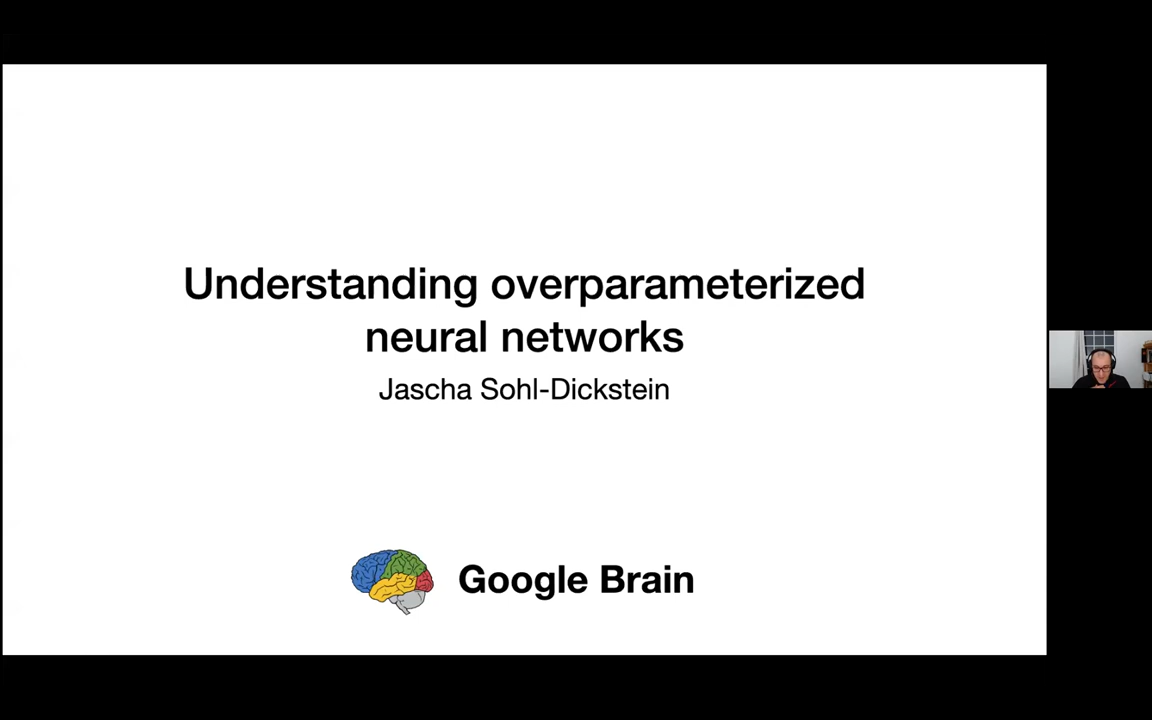 Understanding overparameterized
neural networks
Jascha Sohl-Dickstein
Google Brain